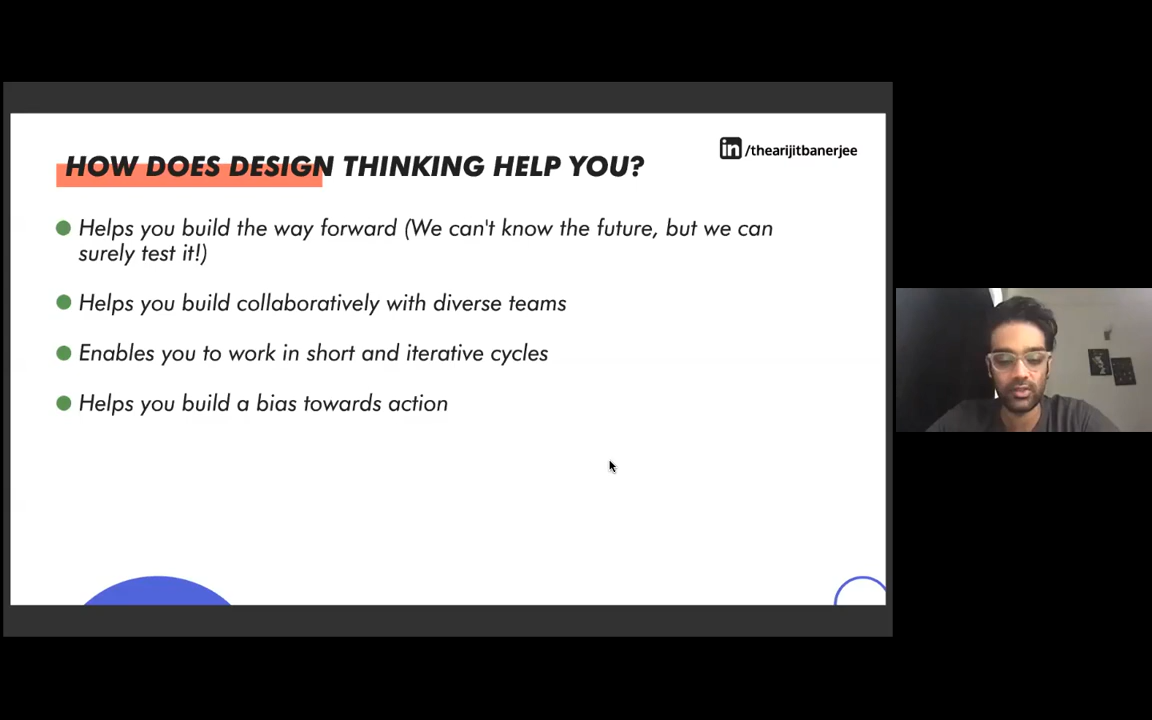 HOW DOES DESIGN THINKING HELP YOU?
in /thearijitbanerjee
Helps you build the way forward (We can't know the future, but we can
surely test it!)
Helps you build collaboratively with diverse teams
Enables you to work in short and iterative cycles
Helps you build a bias towards action